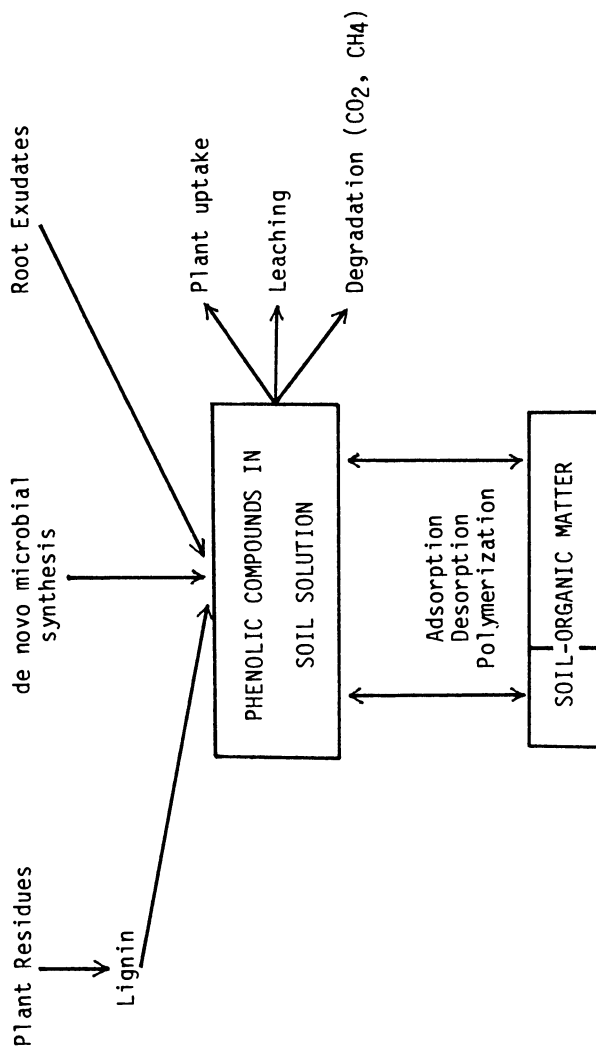 Plant Residues
Lignin
de novo microbial
synthesis
Root Exudates
PHENOLIC COMPOUNDS IN
SOIL SOLUTION
Plant uptake
Leaching
Degradation (CO2, CH4)
Adsorption
Desorption
Polymerization
SOIL-ORGANIC MATTER